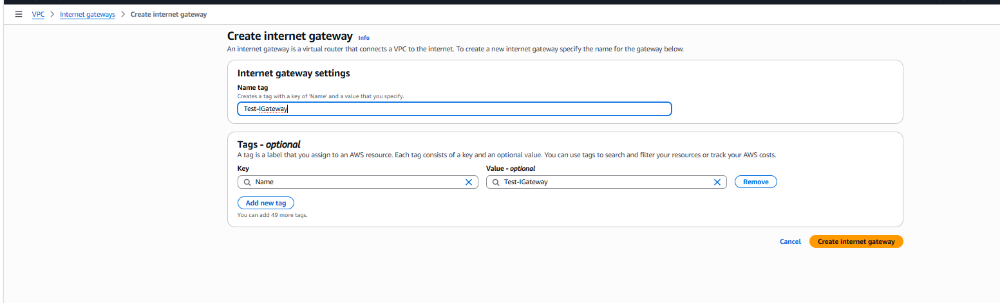 VPC > Internet gateways > Create internet gateway
Create internet gateway Info
An internet gateway is a virtual router that connects a VPC to the internet. To create a new internet gateway specify the name for the gateway below.
Internet gateway settings
Name tag
Creates a tag with a key of 'Name' and a value that you specify.
Test-IGateway
Tags - optional
A tag is a label that you assign to an AWS resource. Each tag consists of a key and an optional value. You can use tags to search and filter your resources or track your AWS costs.
Key Value - optional
Name Test-IGateway Remove
Add new tag
You can add 49 more tags.
Cancel Create internet gateway